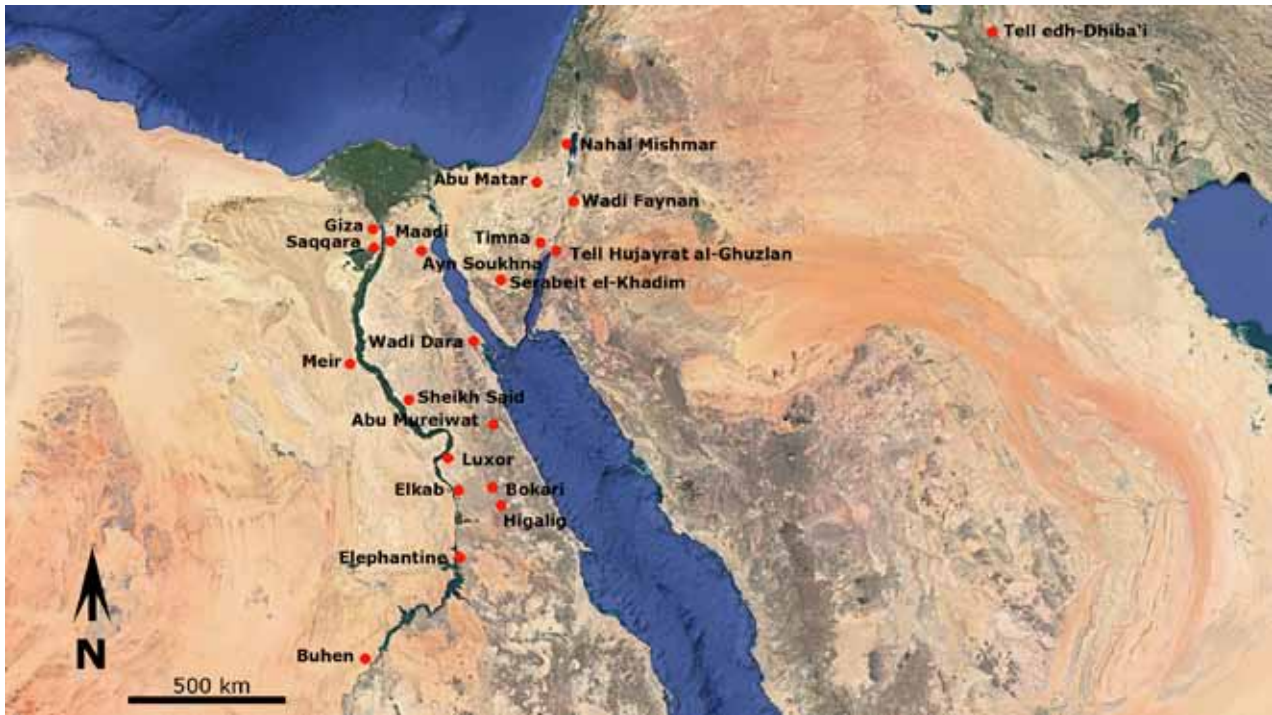 Tell edh-Dhiba'i
Nahal Mishmar
Abu Matar
Wadi Faynan
Giza
Maadi
Saqqara
Timna
Tell Hujayrat al-Ghuzlan
Ayn Soukhna
Serabeit el-Khadim
Wadi Dara
Meir
Sheikh Said
Abu Mureiwat
Luxor
Elkab
Bokari
Higalig
Elephantine
N
Buhen
500 km